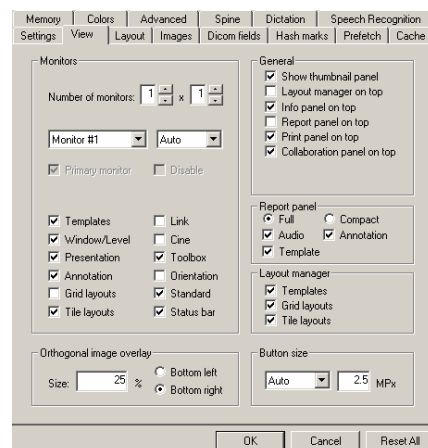 Memory Colors Advanced Spine Dictation Speech Recognition
Settings View Layout Images Dicom fields Hash marks Prefetch Cache
Monitors
Number of monitors: 1 x 1
Monitor #1 Auto
Primary monitor Disable
Templates Link
Window/Level Cine
Presentation Toolbox
Annotation Orientation
Grid layouts Standard
Tile layouts Status bar
General
Show thumbnail panel
Layout manager on top
Info panel on top
Report panel on top
Print panel on top
Collaboration panel on top
Report panel
Full Compact
Audio Annotation
Template
Layout manager
Templates
Grid layouts
Tile layouts
Orthogonal image overlay
Size: 25 % Bottom left
Bottom right
Button size
Auto 2.5 MPx
OK Cancel Reset All